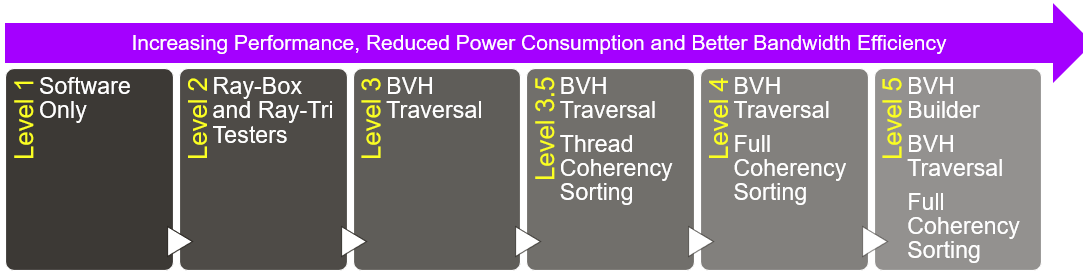 Increasing Performance, Reduced Power Consumption and Better Bandwidth Efficiency
Level 1
Software
Only
Level 2
Ray-Box
and Ray-Tri
Testers
Level 3
BVH
Traversal
Level 3.5
BVH
Traversal
Thread
Coherency
Sorting
Level 4
BVH
Traversal
Full
Coherency
Sorting
Level 5
BVH
Builder
BVH
Traversal
Full
Coherency
Sorting